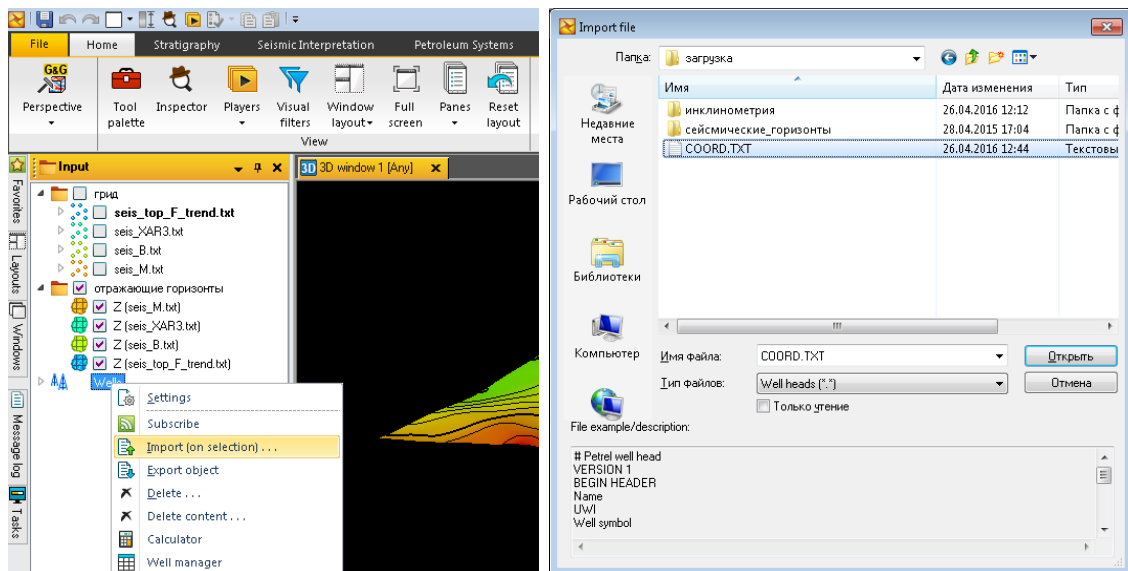 File
Home
Stratigraphy
Seismic Interpretation
Petroleum Systems
G&G
Perspective
Tool palette
Inspector
Players
Visual filters
Window layout
Full screen
Panes
Reset layout
View
Favorites
Layouts
Windows
Message log
Tasks
Input
грид
seis_top_F_trend.txt
seis_XAR3.txt
seis_B.txt
seis_M.txt
отражающие горизонты
Z (seis_M.txt)
Z (seis_XAR3.txt)
Z (seis_B.txt)
Z (seis_top_F_trend.txt)
Wells
Settings
Subscribe
Import (on selection) . . .
Export object
Delete . . .
Delete content . . .
Calculator
Well manager
3D 3D window 1 [Any]
Import file
Папка:
загрузка
Недавние места
Рабочий стол
Библиотеки
Компьютер
Имя
Дата изменения
Тип
инклинометрия
26.04.2016 12:12
Папка с ф
сейсмические_горизонты
28.04.2015 17:04
Папка с ф
COORD.TXT
26.04.2016 12:44
Текстовы
Имя файла:
COORD.TXT
Открыть
Тип файлов:
Well heads (*.*)
Отмена
Только чтение
File example/description:
# Petrel well head
VERSION 1
BEGIN HEADER
Name
UWI
Well symbol